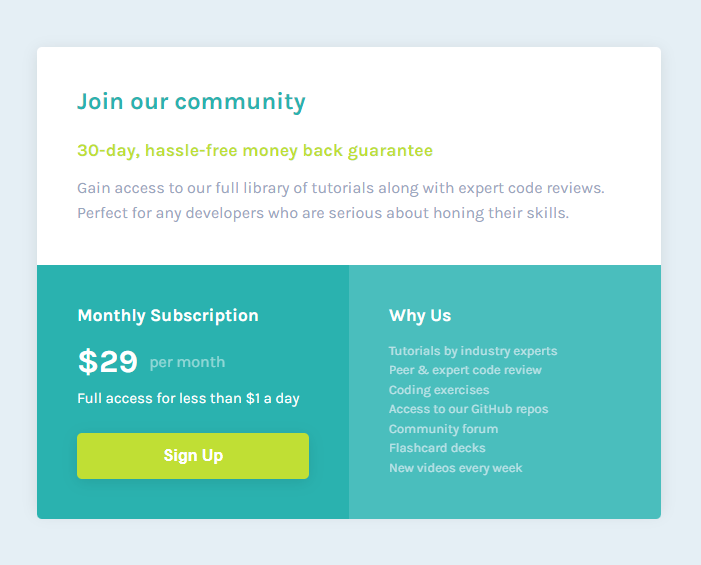 Join our community
30-day, hassle-free money back guarantee
Gain access to our full library of tutorials along with expert code reviews.
Perfect for any developers who are serious about honing their skills.
Monthly Subscription
$29 per month
Full access for less than $1 a day
Sign Up
Why Us
Tutorials by industry experts
Peer & expert code review
Coding exercises
Access to our GitHub repos
Community forum
Flashcard decks
New videos every week